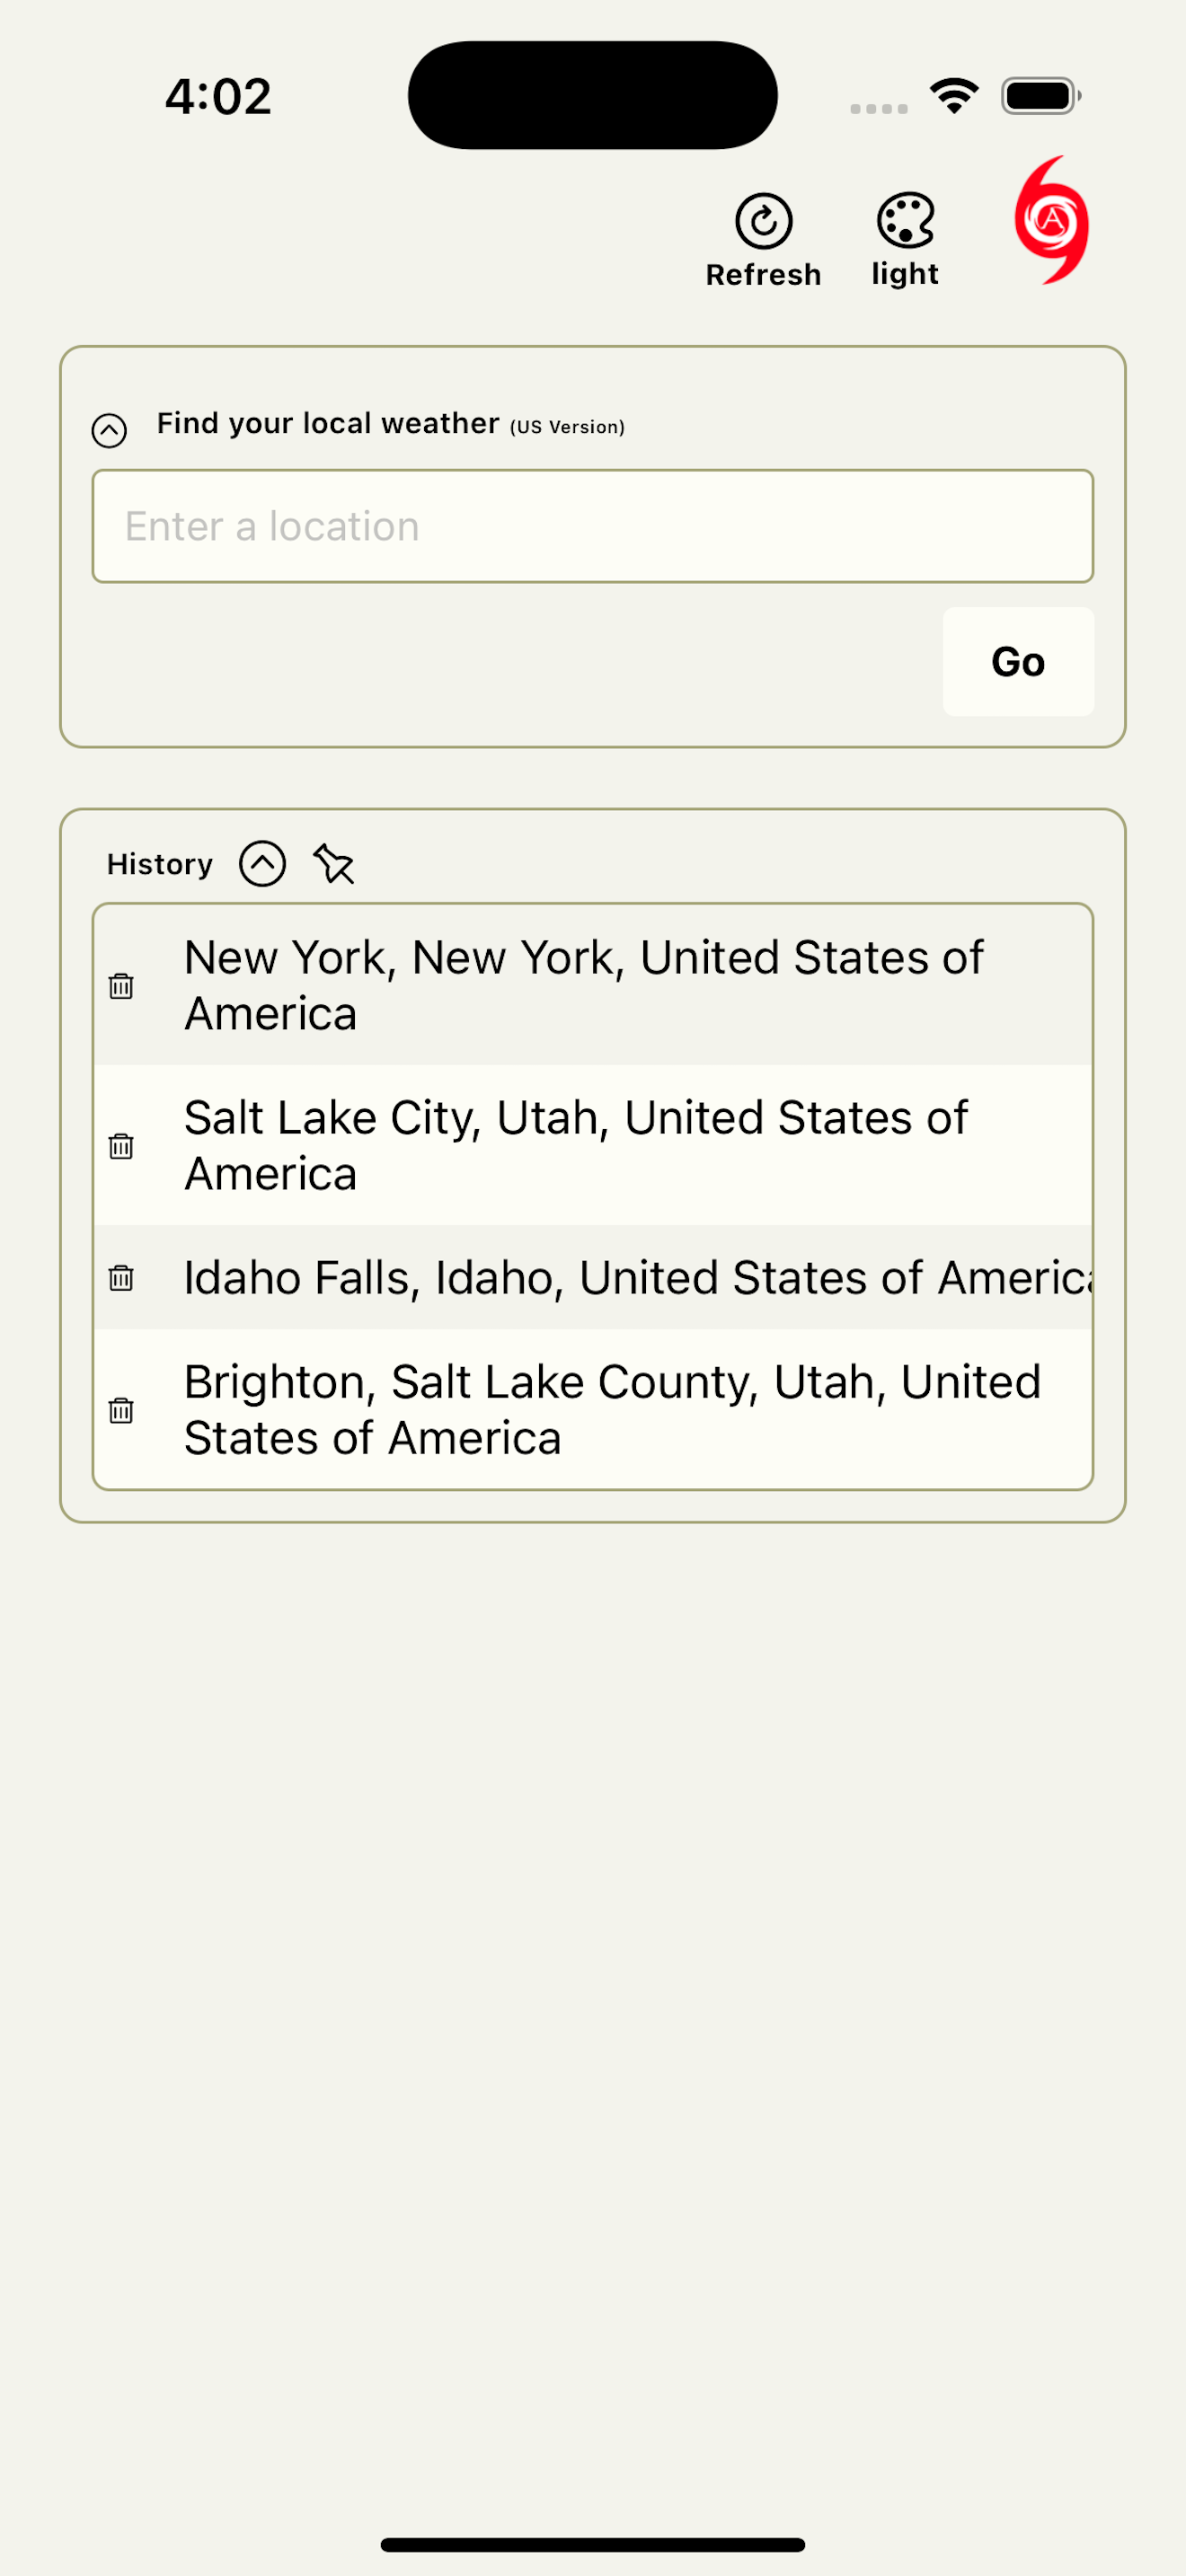 4:02
Refresh
light
A
Find your local weather (US Version)
Enter a location
Go
History
New York, New York, United States of
America
Salt Lake City, Utah, United States of
America
Idaho Falls, Idaho, United States of America
Brighton, Salt Lake County, Utah, United
States of America